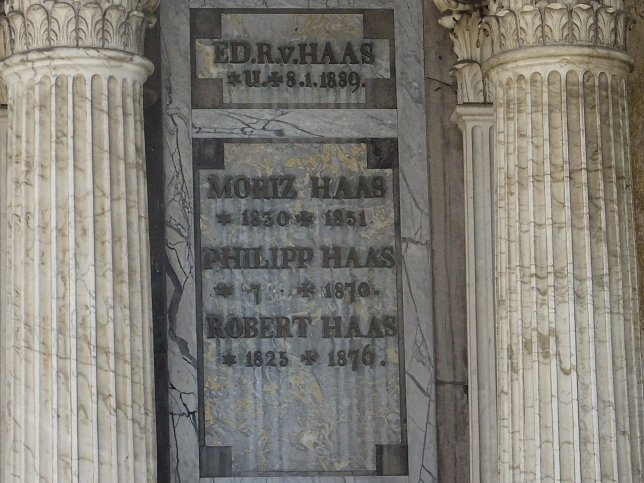 ED.R.v.HAAS
* U. ✠ 8.1.1889.
MORIZ HAAS
* 1830 ✠ 1851.
PHILIPP HAAS
* ✠ 1870.
ROBERT HAAS
* 1825 ✠ 1876.